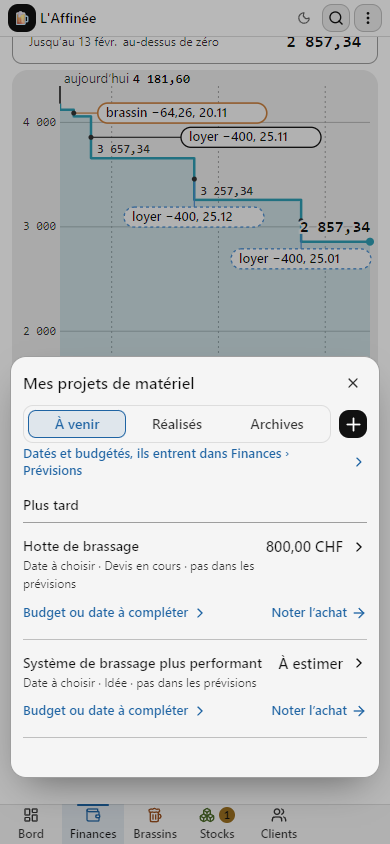 L'Affinée
Jusqu'au 13 févr. au-dessus de zéro 2 857,34
aujourd'hui 4 181,60
brassin −64,26, 20.11
4 000
loyer −400, 25.11
3 657,34
3 257,34
loyer −400, 25.12
3 000
2 857,34
loyer −400, 25.01
2 000
Mes projets de matériel
À venir Réalisés Archives
Datés et budgétés, ils entrent dans Finances ›
Prévisions
Plus tard
Hotte de brassage 800,00 CHF
Date à choisir · Devis en cours · pas dans les
prévisions
Budget ou date à compléter Noter l'achat
Système de brassage plus performant À estimer
Date à choisir · Idée · pas dans les prévisions
Budget ou date à compléter Noter l'achat
1
Bord Finances Brassins Stocks Clients